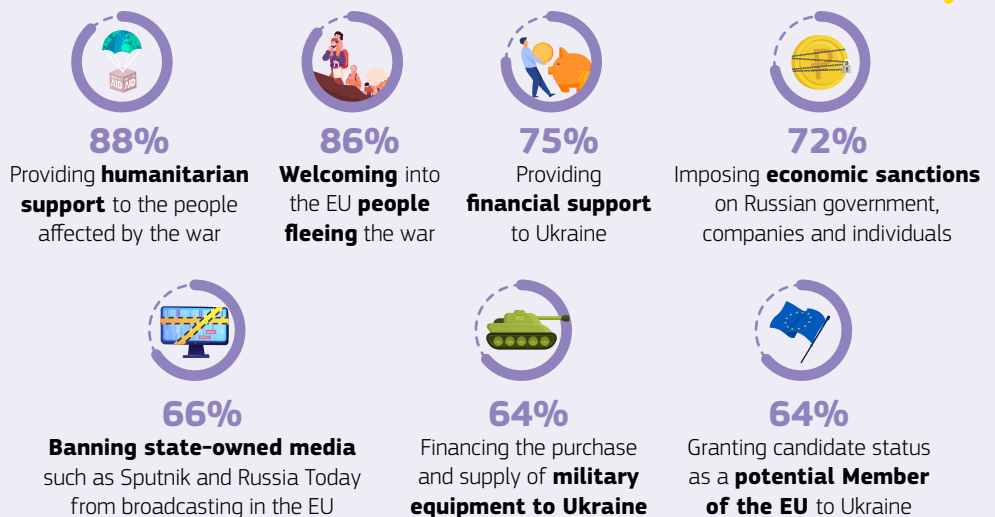 88%
Providing humanitarian
support to the people
affected by the war
86%
Welcoming into
the EU people
fleeing the war
75%
Providing
financial support
to Ukraine
72%
Imposing economic sanctions
on Russian government,
companies and individuals
66%
Banning state-owned media
such as Sputnik and Russia Today
from broadcasting in the EU
64%
Financing the purchase
and supply of military
equipment to Ukraine
64%
Granting candidate status
as a potential Member
of the EU to Ukraine
AID AID